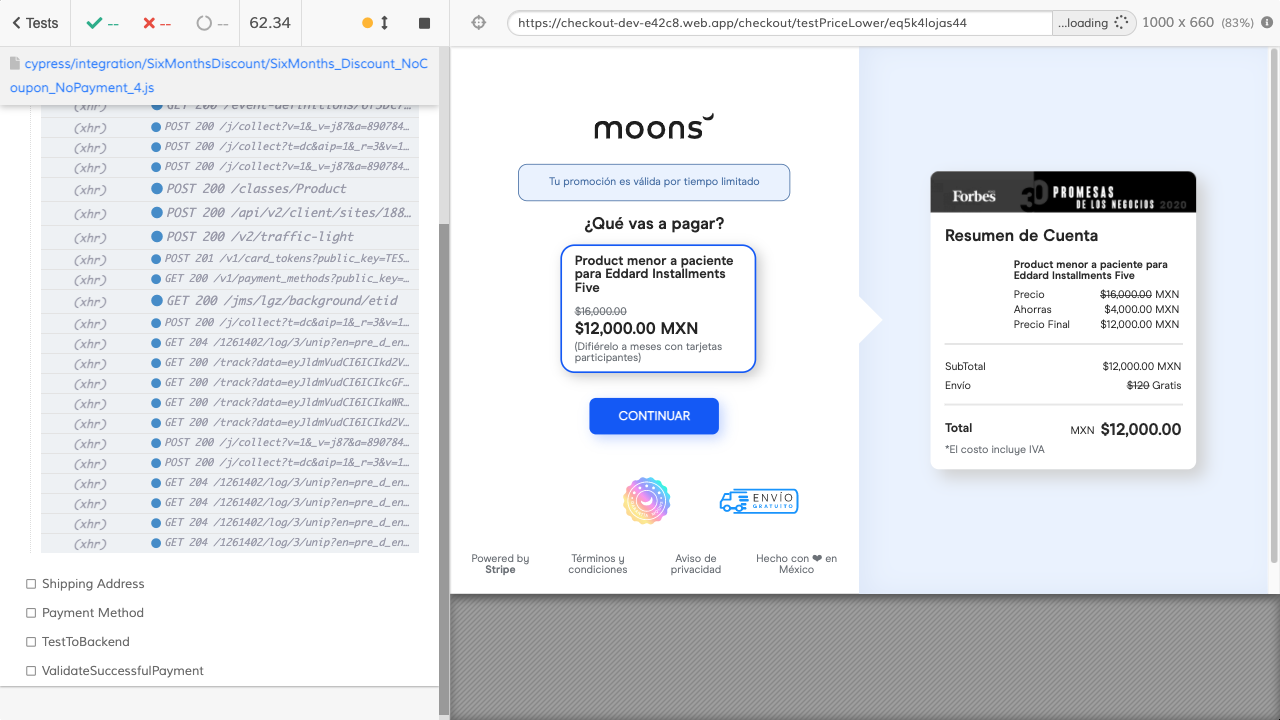 Tests
--
--
--
62.34
https://checkout-dev-e42c8.web.app/checkout/testPriceLower/eq5k4lojas44
...loading
1000 x 660 (83%)
cypress/integration/SixMonthsDiscount/SixMonths_Discount_NoC
oupon_NoPayment_4.js
(xhr) POST 200 /j/collect?v=1&_v=j87&a=890784...
(xhr) POST 200 /j/collect?t=dc&aip=1&_r=3&v=1...
(xhr) POST 200 /j/collect?v=1&_v=j87&a=890784...
(xhr) POST 200 /classes/Product
(xhr) POST 200 /api/v2/client/sites/188...
(xhr) POST 200 /v2/traffic-light
(xhr) POST 201 /v1/card_tokens?public_key=TES...
(xhr) GET 200 /v1/payment_methods?public_key=...
(xhr) GET 200 /jms/lgz/background/etid
(xhr) POST 200 /j/collect?t=dc&aip=1&_r=3&v=1...
(xhr) GET 204 /1261402/log/3/unip?en=pre_d_en...
(xhr) GET 200 /track?data=eyJldmVudCI6ICIkd2V...
(xhr) GET 200 /track?data=eyJldmVudCI6ICIkcGF...
(xhr) GET 200 /track?data=eyJldmVudCI6ICIkaWR...
(xhr) GET 200 /track?data=eyJldmVudCI6ICIkd2V...
(xhr) POST 200 /j/collect?v=1&_v=j87&a=890784...
(xhr) POST 200 /j/collect?t=dc&aip=1&_r=3&v=1...
(xhr) GET 204 /1261402/log/3/unip?en=pre_d_en...
(xhr) GET 204 /1261402/log/3/unip?en=pre_d_en...
(xhr) GET 204 /1261402/log/3/unip?en=pre_d_en...
(xhr) GET 204 /1261402/log/3/unip?en=pre_d_en...
Shipping Address
Payment Method
TestToBackend
ValidateSuccessfulPayment
moons
Tu promoción es válida por tiempo limitado
¿Qué vas a pagar?
Product menor a paciente
para Eddard Installments
Five
$16,000.00
$12,000.00 MXN
(Difiérelo a meses con tarjetas
participantes)
CONTINUAR
ENVÍO
GRATUITO
Powered by
Stripe
Términos y
condiciones
Aviso de
privacidad
Hecho con ❤ en
México
Forbes
30 PROMESAS
DE LOS NEGOCIOS 2020
Resumen de Cuenta
Product menor a paciente para
Eddard Installments Five
Precio $16,000.00 MXN
Ahorras $4,000.00 MXN
Precio Final $12,000.00 MXN
SubTotal $12,000.00 MXN
Envío $120 Gratis
Total MXN $12,000.00
*El costo incluye IVA